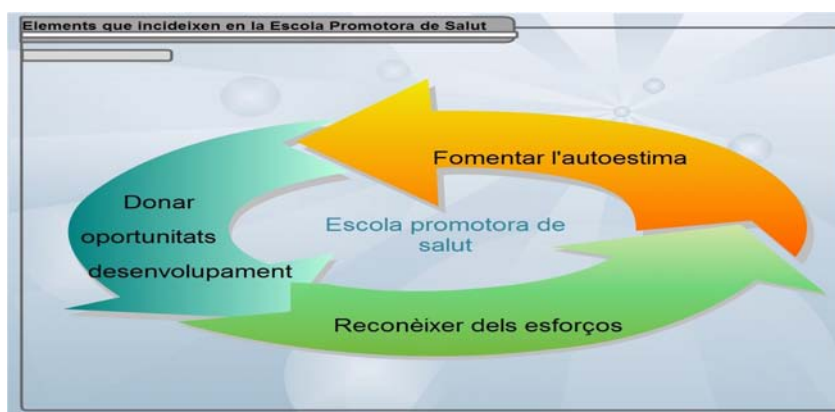 Elements que incideixen en la Escola Promotora de Salut
Fomentar l'autoestima
Donar
oportunitats
desenvolupament
Escola promotora de
salut
Reconèixer dels esforços